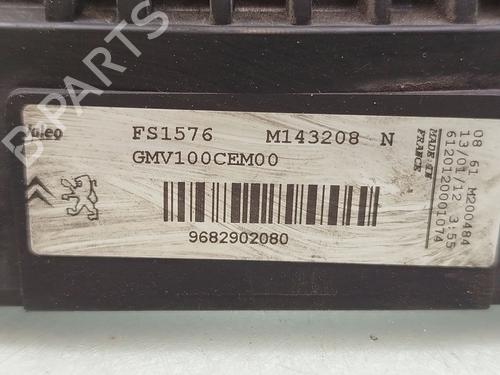 B-PARTS
Valeo
FS1576 M143208 N
GMV100CEM00
9682902080
MADE IN
FRANCE
08 61 M200484
13/01/12 3:55
6120120001074